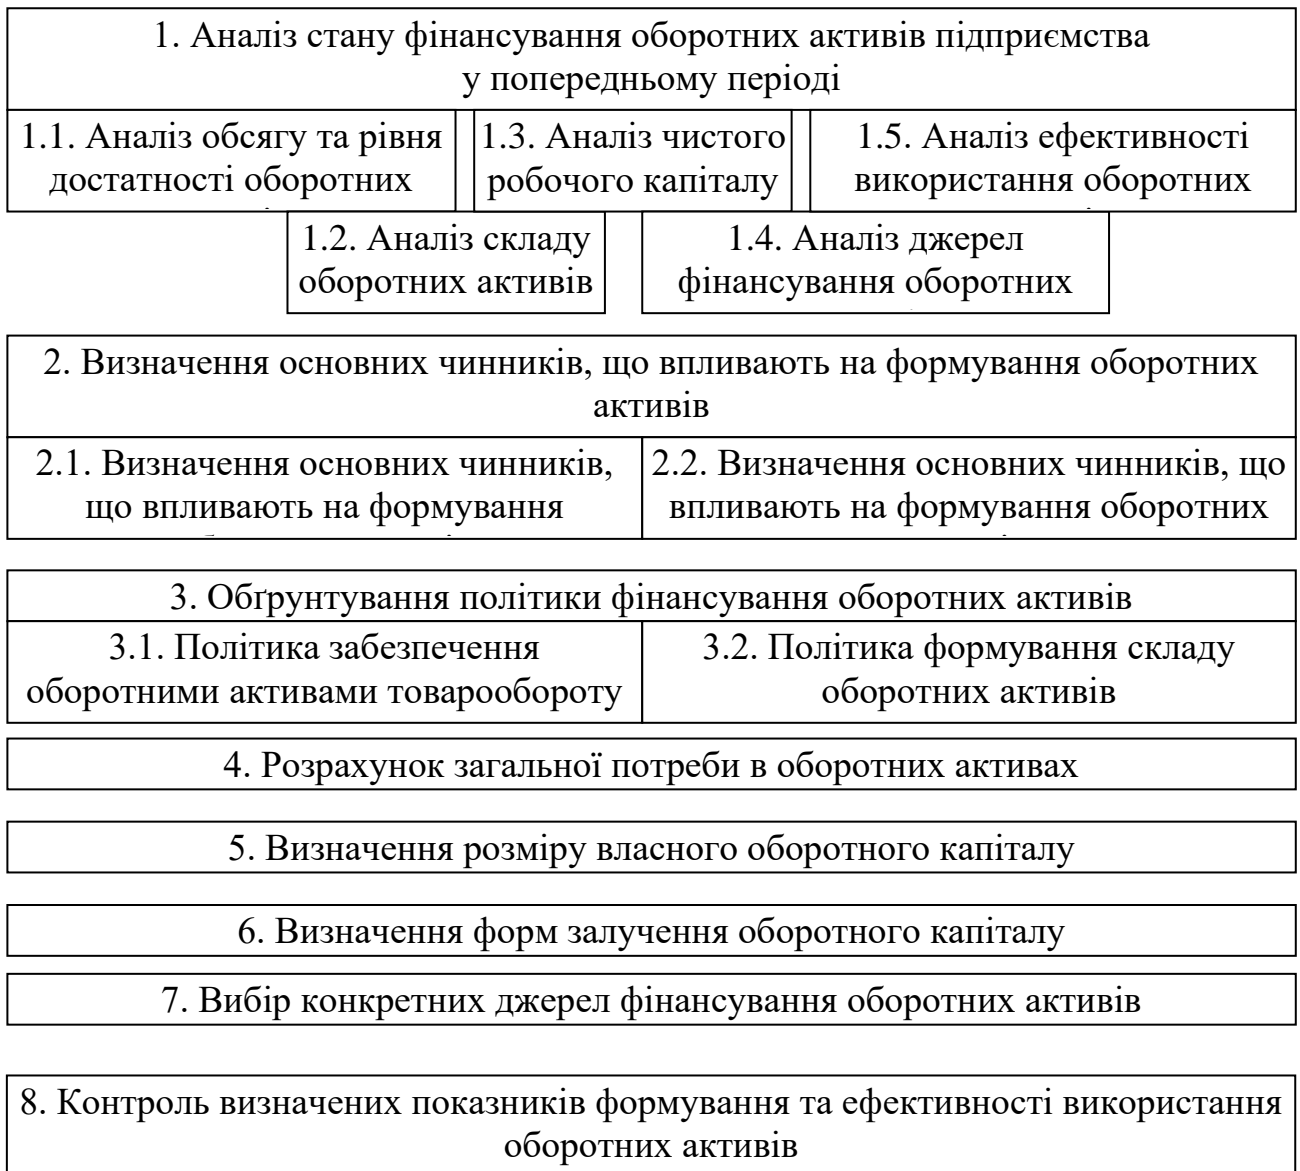 1. Аналіз стану фінансування оборотних активів підприємства
у попередньому періоді
1.1. Аналіз обсягу та рівня
достатності оборотних
1.3. Аналіз чистого
робочого капіталу
1.5. Аналіз ефективності
використання оборотних
1.2. Аналіз складу
оборотних активів
1.4. Аналіз джерел
фінансування оборотних
2. Визначення основних чинників, що впливають на формування оборотних
активів
2.1. Визначення основних чинників,
що впливають на формування
2.2. Визначення основних чинників, що
впливають на формування оборотних
3. Обґрунтування політики фінансування оборотних активів
3.1. Політика забезпечення
оборотними активами товарообороту
3.2. Політика формування складу
оборотних активів
4. Розрахунок загальної потреби в оборотних активах
5. Визначення розміру власного оборотного капіталу
6. Визначення форм залучення оборотного капіталу
7. Вибір конкретних джерел фінансування оборотних активів
8. Контроль визначених показників формування та ефективності використання
оборотних активів